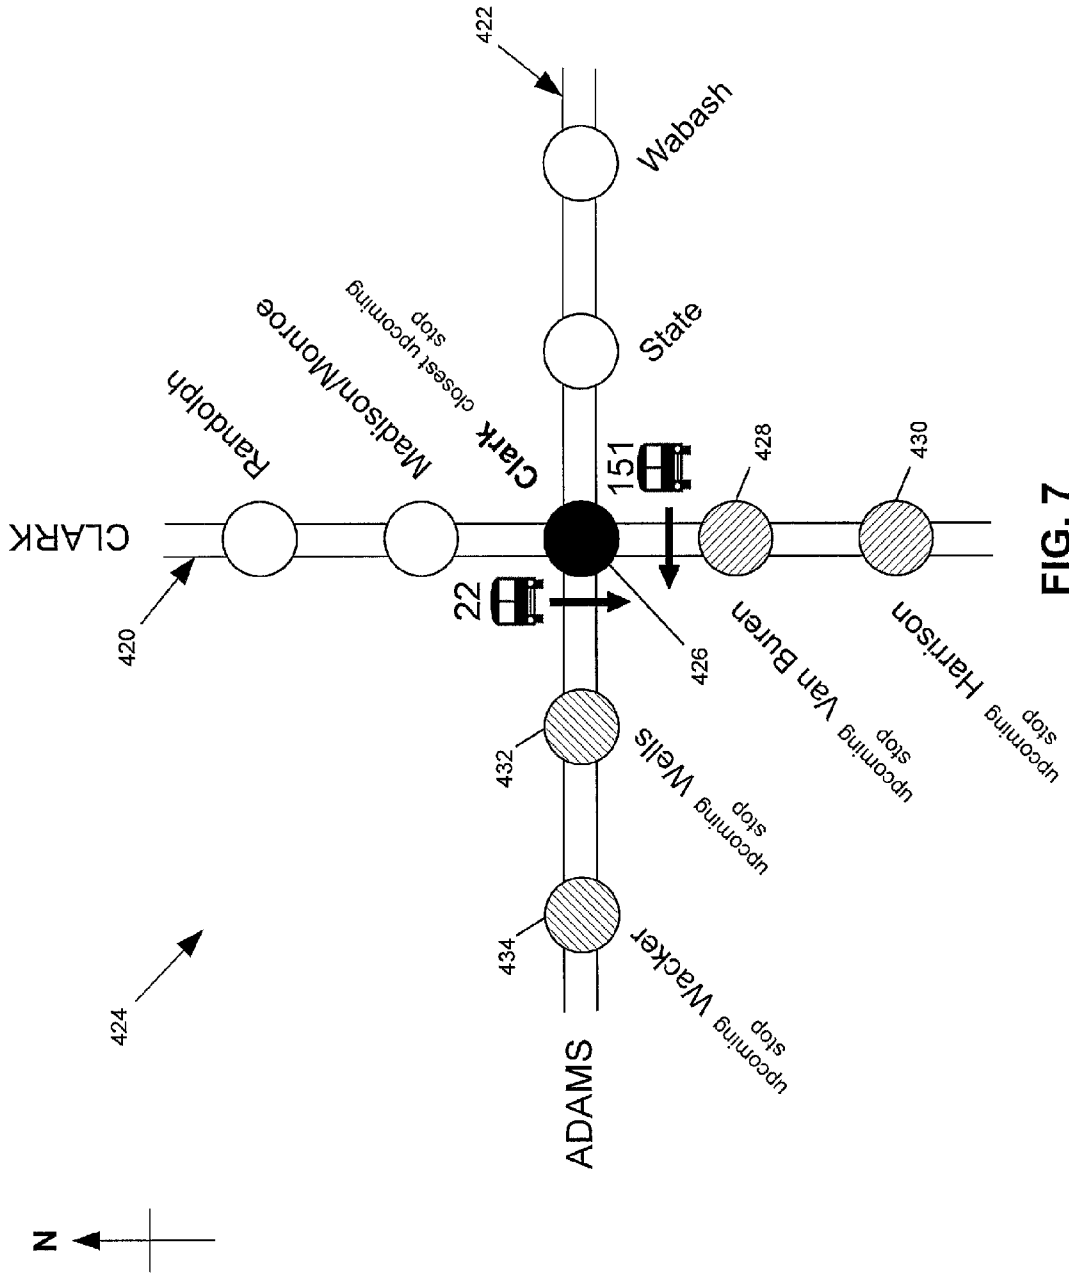 N
CLARK
420
422
424
Randolph
Madison/Monroe
Clark
closest upcoming
stop
22
151
State
Wabash
426
428
430
432
434
Wells
upcoming
stop
Wacker
upcoming
stop
Van Buren
upcoming
stop
Harrison
upcoming
stop
ADAMS
FIG. 7